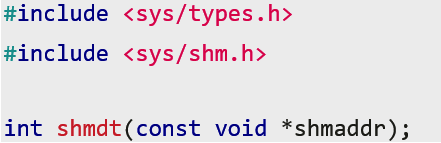 #include <sys/types.h>
#include <sys/shm.h>
int shmdt(const void *shmaddr);